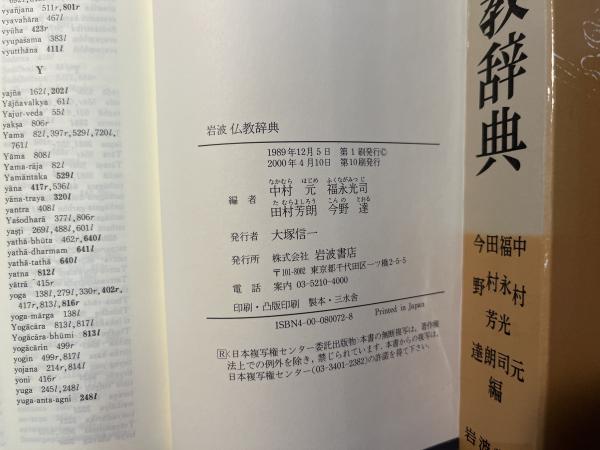 vyañjana 511r, 801r
vyavahāra 467l
vyūha 423r
vyupaśama 383l
vyutthāna 411l
Y
yajña 162l, 202l
Yājñavalkya 61l
Yajur-veda 55l
yakṣa 806r
Yama 82l, 397r, 529l, 720l,
761l
Yāma 808l
Yama-rāja 82l
Yamāntaka 529l
yāna 417r, 536l
yāna-traya 320l
yantra 408l
Yaśodharā 377l, 806r
yaṣṭi 269l, 488l, 601l
yathā-bhūta 462r, 640l
yathā-dharmam 641l
yathā-tathā 640l
yatna 812l
yātrā 415r
yoga 138l, 279l, 330r, 402r,
417r, 813l, 816r
yoga-mārga 138l
Yogācāra 813l, 817l
Yogācāra-bhūmi 813l
yogācārin 499r
yogin 499r, 817l
yojana 214r, 814l
yoni 416r
yuga 245l, 248l
yuga-anta-agni 248l
岩波 仏教辞典
1989年12月5日 第1刷発行©
2000年4月10日 第10刷発行
なかむら はじめ ふくながみつじ
編者 中村 元 福永光司
たむらよしろう こんの とおる
田村芳朗 今野 達
発行者 大塚信一
発行所 株式会社 岩波書店
〒101-8002 東京都千代田区一ツ橋2-5-5
電話 案内 03-5210-4000
印刷・凸版印刷 製本・三水舎
ISBN4-00-080072-8 Printed in Japan
Ⓡ〈日本複写権センター委託出版物〉本書の無断複写は、著作権
法上での例外を除き、禁じられています。本書からの複写は、
日本複写権センター(03-3401-2382)の許諾を得て下さい。
教辞典
中村 元
福永光司
田村芳朗
今野 達 編
岩波